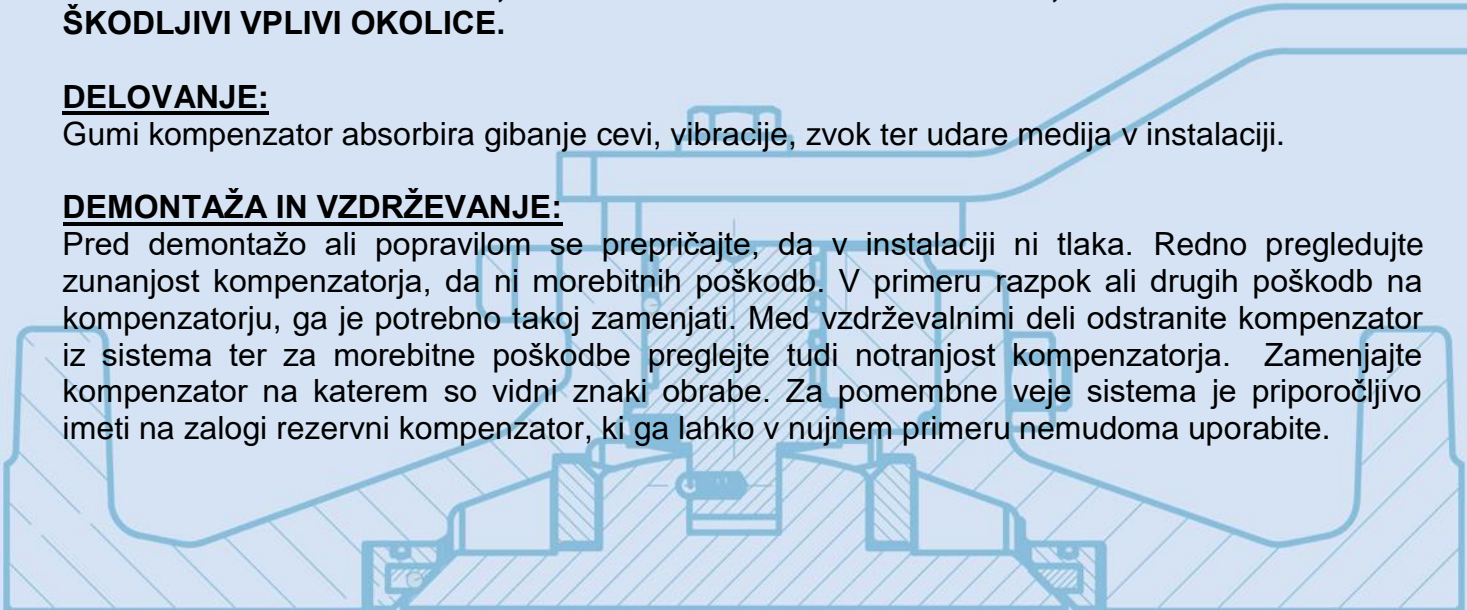 ŠKODLJIVI VPLIVI OKOLICE.
DELOVANJE:
Gumi kompenzator absorbira gibanje cevi, vibracije, zvok ter udare medija v instalaciji.
DEMONTAŽA IN VZDRŽEVANJE:
Pred demontažo ali popravilom se prepričajte, da v instalaciji ni tlaka. Redno pregledujte
zunanjost kompenzatorja, da ni morebitnih poškodb. V primeru razpok ali drugih poškodb na
kompenzatorju, ga je potrebno takoj zamenjati. Med vzdrževalnimi deli odstranite kompenzator
iz sistema ter za morebitne poškodbe preglejte tudi notranjost kompenzatorja. Zamenjajte
kompenzator na katerem so vidni znaki obrabe. Za pomembne veje sistema je priporočljivo
imeti na zalogi rezervni kompenzator, ki ga lahko v nujnem primeru nemudoma uporabite.